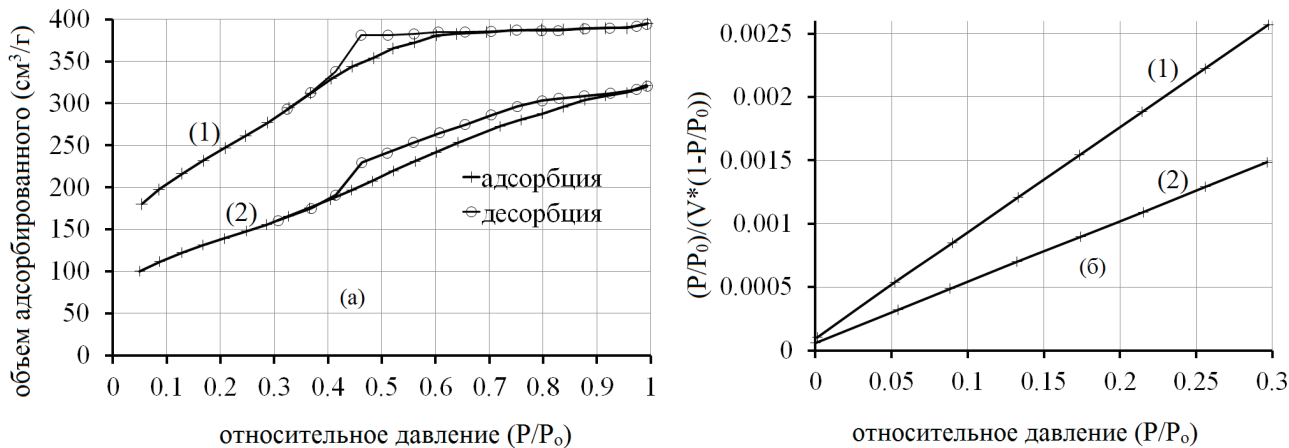 объем адсорбированного (см³/г)
400
350
300
250
200
150
100
50
0
(1)
(2)
адсорбция
десорбция
(а)
0 0.1 0.2 0.3 0.4 0.5 0.6 0.7 0.8 0.9 1
относительное давление (P/Pₒ)
(P/P₀)/(V*(1-P/P₀))
0.0025
0.002
0.0015
0.001
0.0005
0
(1)
(2)
(б)
0 0.05 0.1 0.15 0.2 0.25 0.3
относительное давление (P/Pₒ)